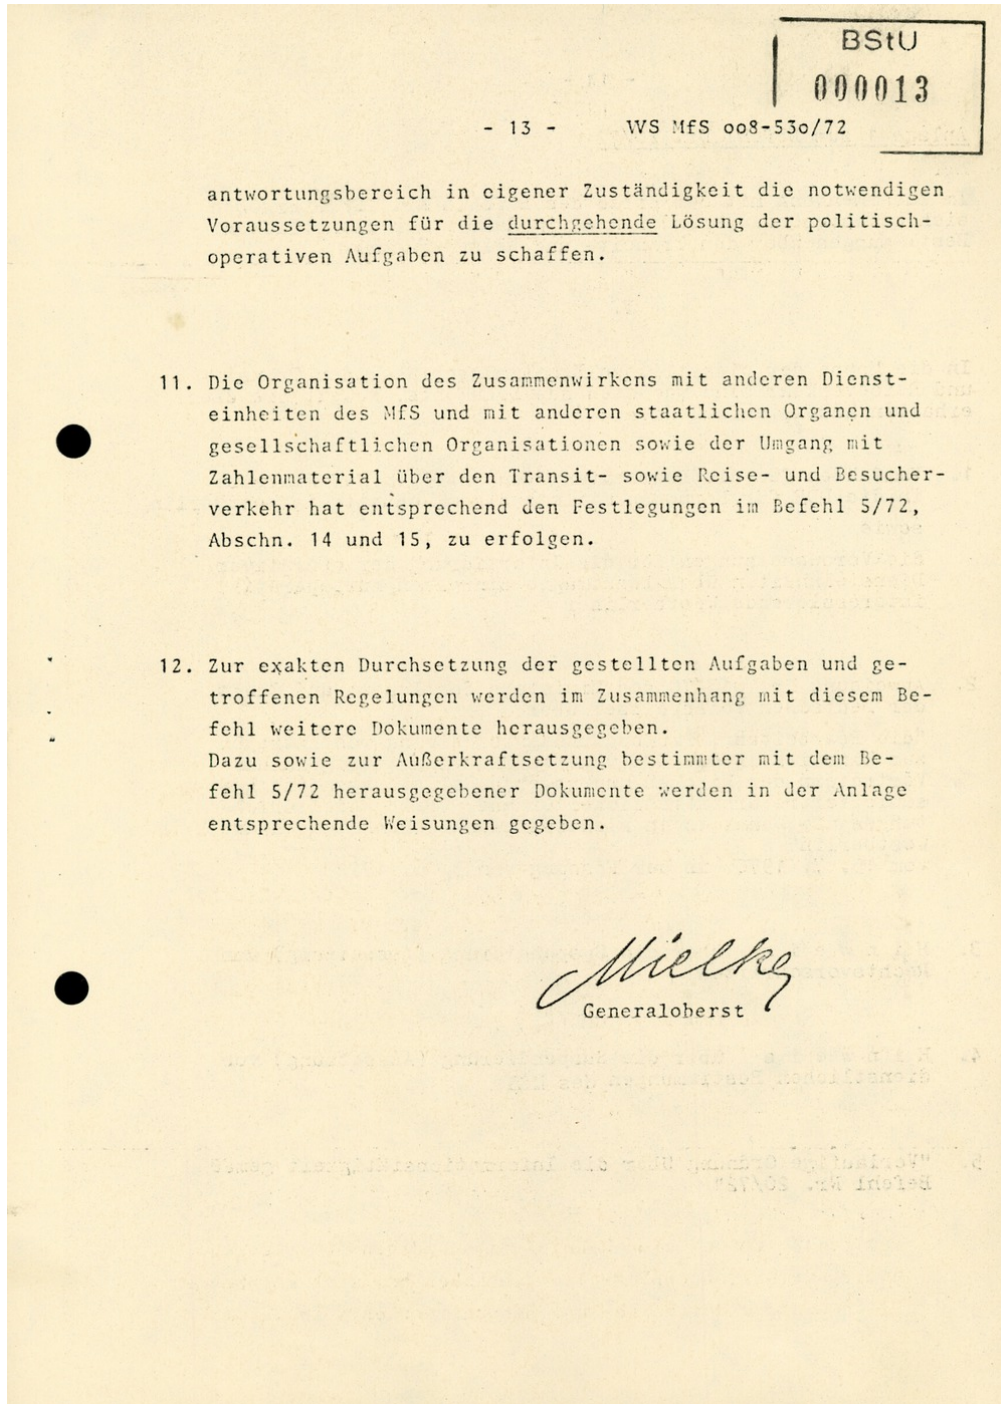 BStU
000013
- 13 - WS MfS oo8-53o/72
antwortungsbereich in eigener Zuständigkeit die notwendigen
Voraussetzungen für die durchgehende Lösung der politisch-
operativen Aufgaben zu schaffen.
11. Die Organisation des Zusammenwirkens mit anderen Dienst-
einheiten des MfS und mit anderen staatlichen Organen und
gesellschaftlichen Organisationen sowie der Umgang mit
Zahlenmaterial über den Transit- sowie Reise- und Besucher-
verkehr hat entsprechend den Festlegungen im Befehl 5/72,
Abschn. 14 und 15, zu erfolgen.
12. Zur exakten Durchsetzung der gestellten Aufgaben und ge-
troffenen Regelungen werden im Zusammenhang mit diesem Be-
fehl weitere Dokumente herausgegeben.
Dazu sowie zur Außerkraftsetzung bestimmter mit dem Be-
fehl 5/72 herausgegebener Dokumente werden in der Anlage
entsprechende Weisungen gegeben.
Mielke
Generaloberst